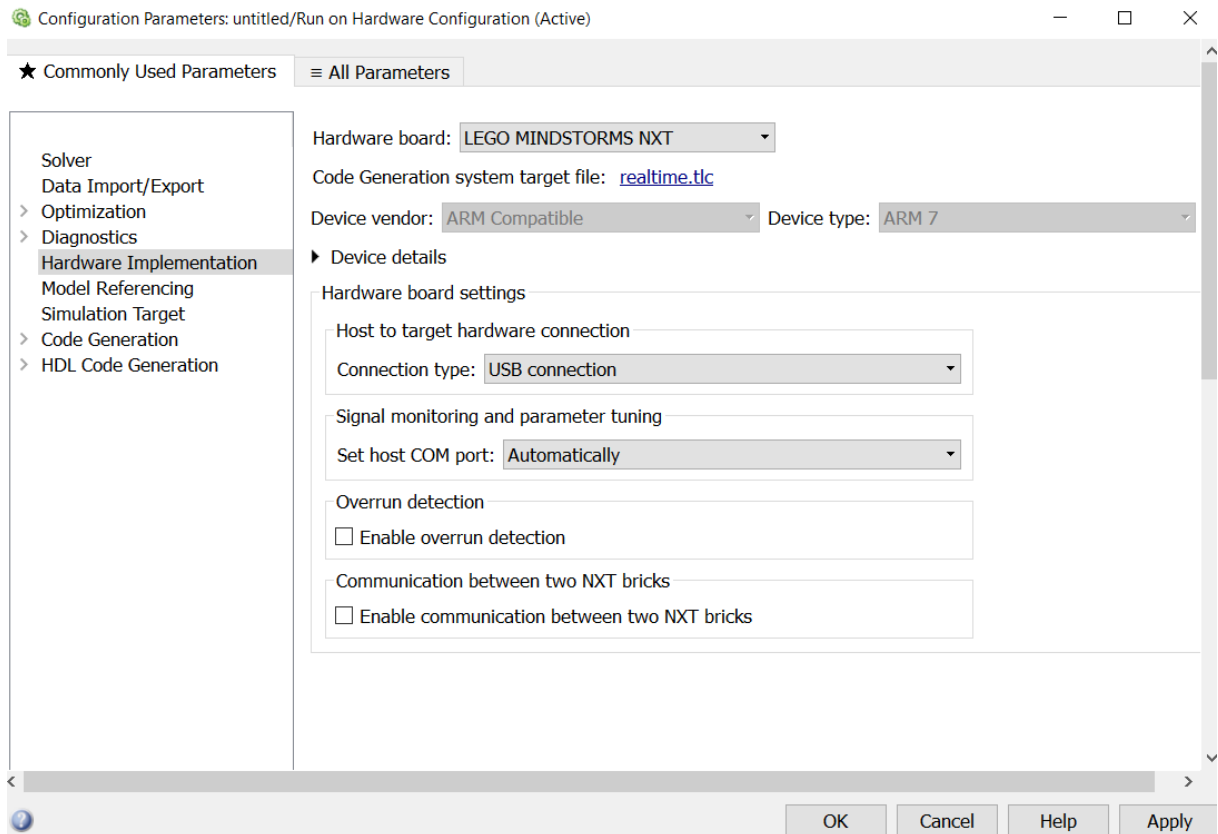 Configuration Parameters: untitled/Run on Hardware Configuration (Active)
★ Commonly Used Parameters
≡ All Parameters
Solver
Data Import/Export
Optimization
Diagnostics
Hardware Implementation
Model Referencing
Simulation Target
Code Generation
HDL Code Generation
Hardware board: LEGO MINDSTORMS NXT
Code Generation system target file: realtime.tlc
Device vendor: ARM Compatible Device type: ARM 7
Device details
Hardware board settings
Host to target hardware connection
Connection type: USB connection
Signal monitoring and parameter tuning
Set host COM port: Automatically
Overrun detection
Enable overrun detection
Communication between two NXT bricks
Enable communication between two NXT bricks
OK Cancel Help Apply